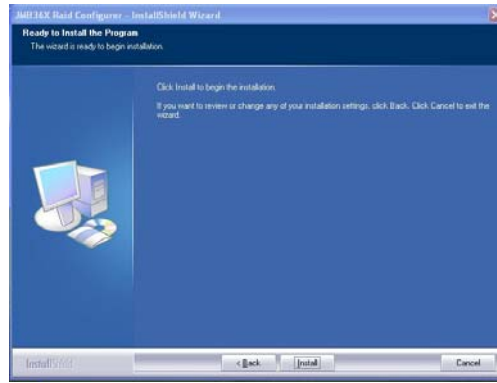 JMB36X Raid Configurer - InstallShield Wizard
Ready to Install the Program
The wizard is ready to begin installation.
Click Install to begin the installation.
If you want to review or change any of your installation settings, click Back. Click Cancel to exit the
wizard.
InstallShield
< Back
Install
Cancel